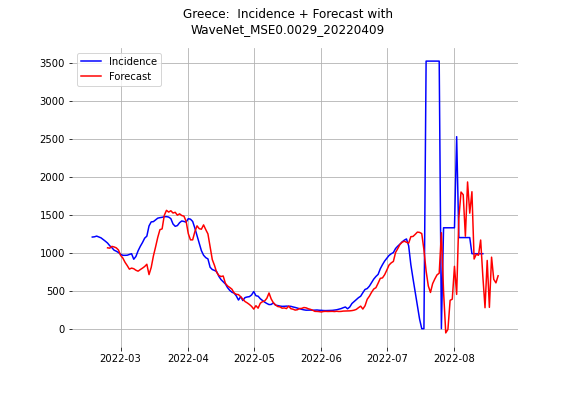 Greece:  Incidence + Forecast with
WaveNet_MSE0.0029_20220409
Incidence
Forecast
3500
3000
2500
2000
1500
1000
500
0
2022-03 2022-04 2022-05 2022-06 2022-07 2022-08